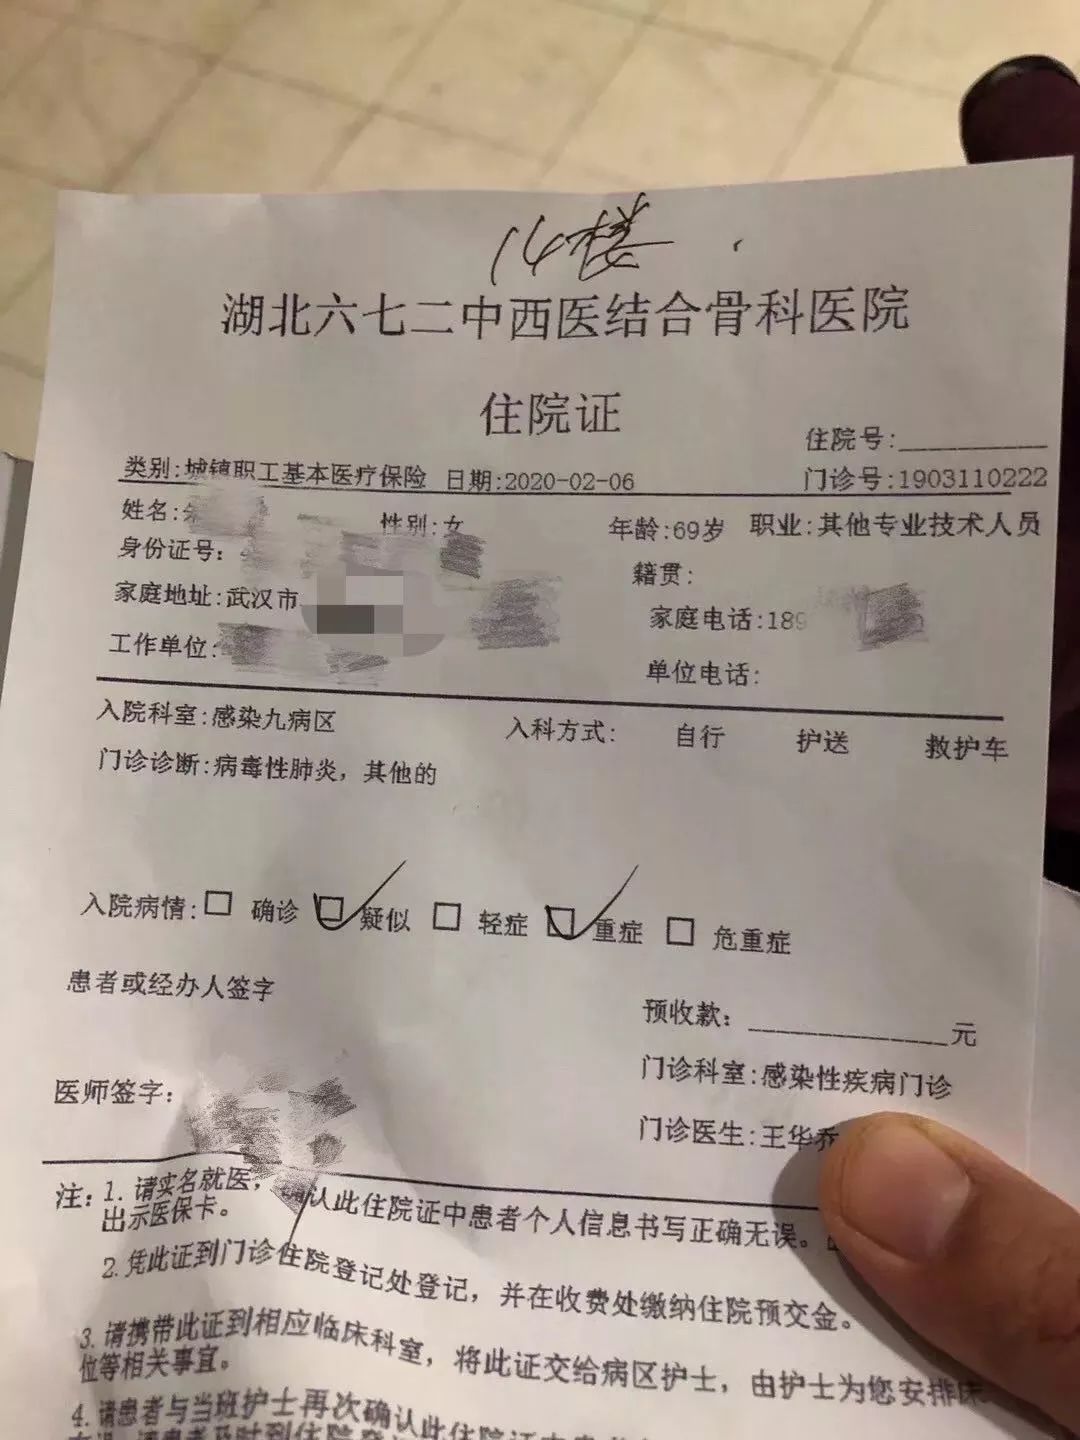 14楼
湖北六七二中西医结合骨科医院
住院证
住院号:
类别:城镇职工基本医疗保险 日期:2020-02-06 门诊号:1903110222
姓名: 性别:女 年龄:69岁 职业:其他专业技术人员
身份证号: 籍贯:
家庭地址:武汉市 家庭电话:189
工作单位: 单位电话:
入院科室:感染九病区 入科方式: 自行 护送 救护车
门诊诊断:病毒性肺炎，其他的
入院病情:□ 确诊 ☑疑似 □ 轻症 ☑重症 □ 危重症
患者或经办人签字
预收款: 元
门诊科室:感染性疾病门诊
医师签字:
门诊医生:王华乔
注: 1. 请实名就医，确认此住院证中患者个人信息书写正确无误。
出示医保卡。
2. 凭此证到门诊住院登记处登记，并在收费处缴纳住院预交金。
3. 请携带此证到相应临床科室，将此证交给病区护士，由护士为您安排床
位等相关事宜。
4. 请患者与当班护士再次确认此住院证中患